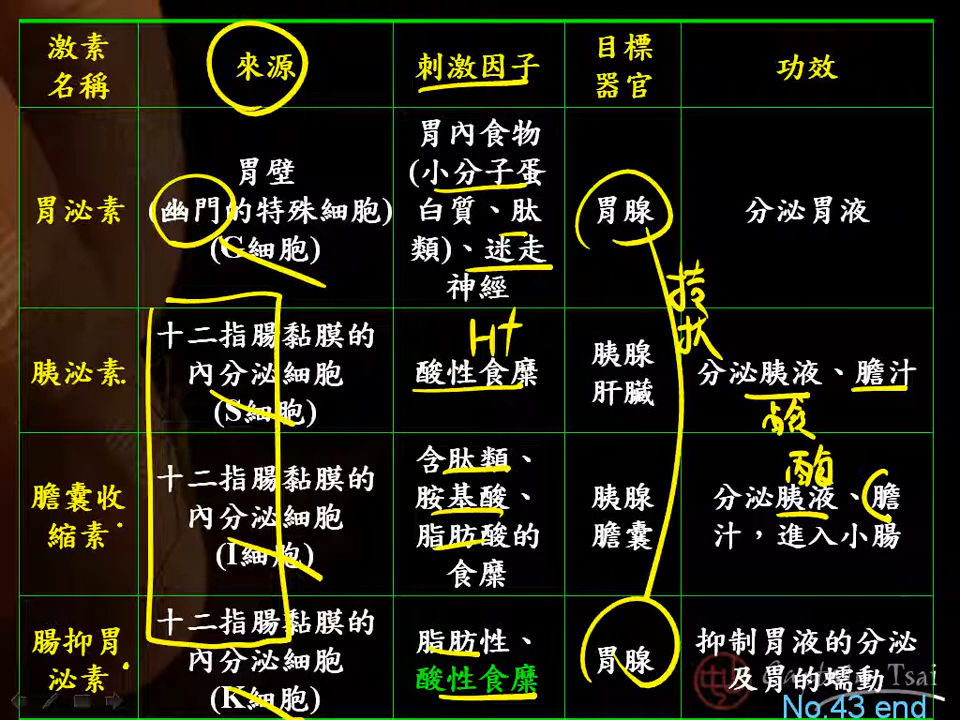 激素
名稱
來源
刺激因子
目標
器官
功效
胃泌素
胃壁
(幽門的特殊細胞)
(G細胞)
胃內食物
(小分子蛋
白質、肽
類)、迷走
神經
胃腺
分泌胃液
胰泌素
十二指腸黏膜的
內分泌細胞
(S細胞)
H+
酸性食糜
胰腺
肝臟
拮
抗
分泌胰液、膽汁
鹼
膽囊收
縮素
十二指腸黏膜的
內分泌細胞
(I細胞)
含肽類、
胺基酸、
脂肪酸的
食糜
胰腺
膽囊
酶
分泌胰液、膽
汁，進入小腸
腸抑胃
泌素
十二指腸黏膜的
內分泌細胞
(K細胞)
脂肪性、
酸性食糜
胃腺
抑制胃液的分泌
及胃的蠕動
Tsai
No.43 end